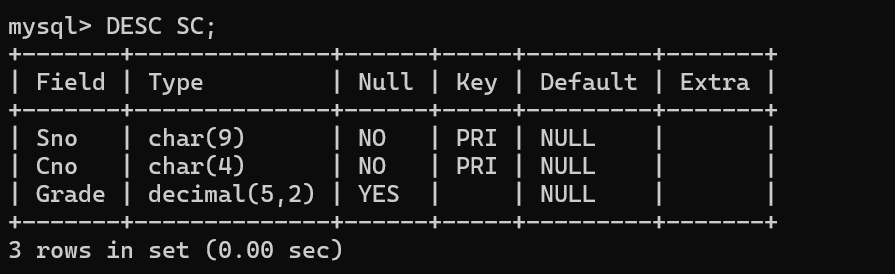 mysql> DESC SC;
+-------+--------------+------+-----+---------+-------+
| Field | Type         | Null | Key | Default | Extra |
+-------+--------------+------+-----+---------+-------+
| Sno   | char(9)      | NO   | PRI | NULL    |       |
| Cno   | char(4)      | NO   | PRI | NULL    |       |
| Grade | decimal(5,2) | YES  |     | NULL    |       |
+-------+--------------+------+-----+---------+-------+
3 rows in set (0.00 sec)